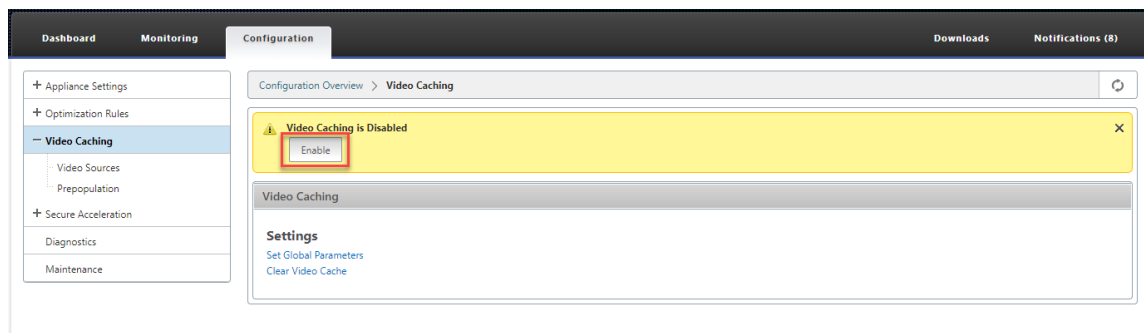 Dashboard Monitoring Configuration Downloads Notifications (8)
+ Appliance Settings
+ Optimization Rules
− Video Caching
Video Sources
Prepopulation
+ Secure Acceleration
Diagnostics
Maintenance
Configuration Overview > Video Caching
Video Caching is Disabled
Enable
Video Caching
Settings
Set Global Parameters
Clear Video Cache